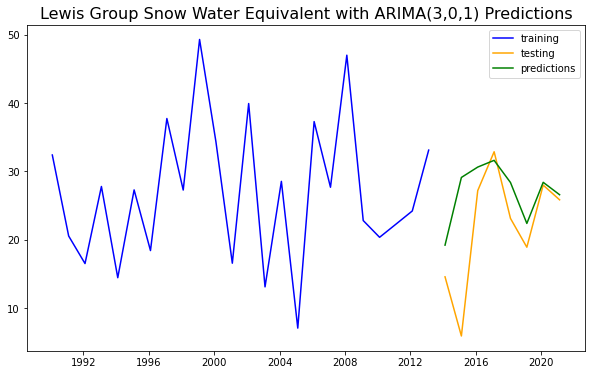 Lewis Group Snow Water Equivalent with ARIMA(3,0,1) Predictions
training
testing
predictions
50
40
30
20
10
1992 1996 2000 2004 2008 2012 2016 2020